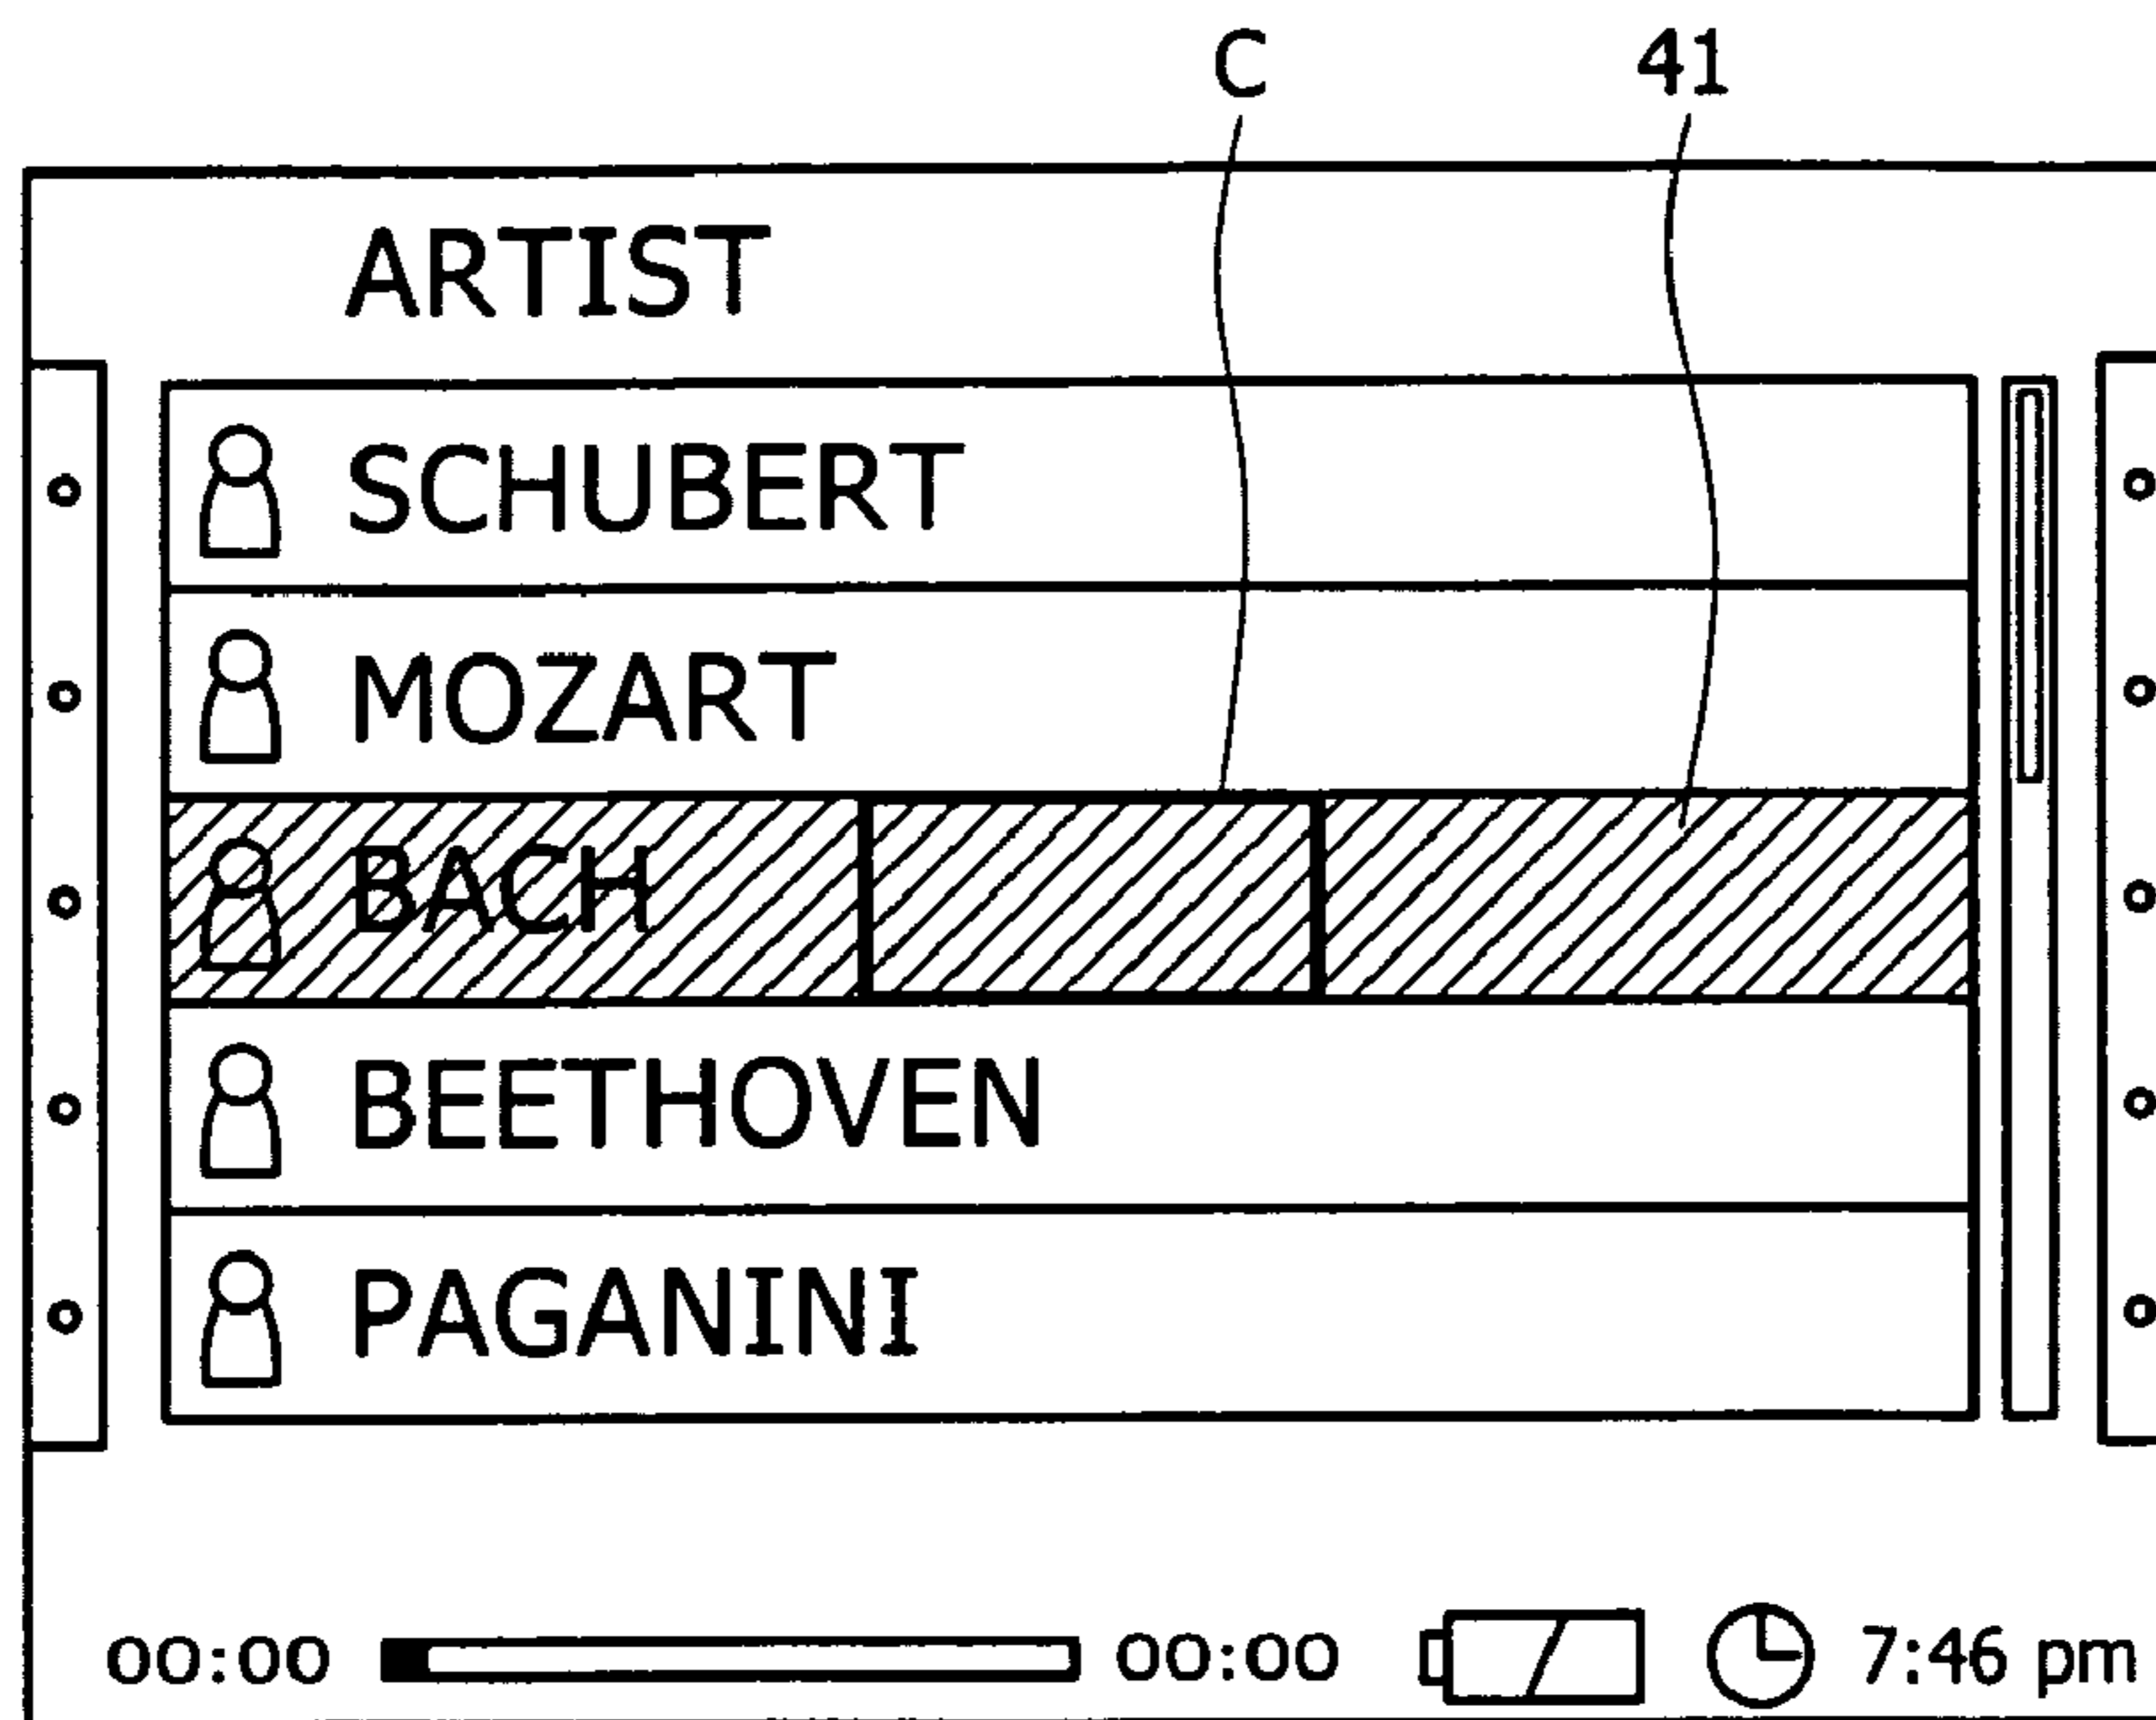 C 41
ARTIST
SCHUBERT
MOZART
BACH
BEETHOVEN
PAGANINI
00:00 00:00 7:46 pm